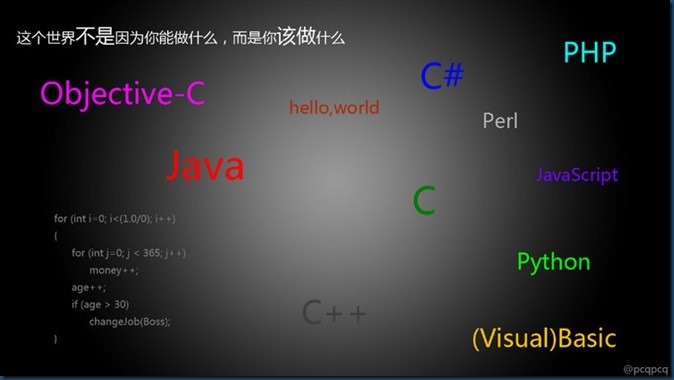 这个世界不是因为你能做什么，而是你该做什么
PHP
C#
Objective-C
hello,world
Perl
Java
JavaScript
C
for (int i=0; i<(1.0/0); i++)
{
for (int j=0; j < 365; j++)
money++;
age++;
if (age > 30)
changeJob(Boss);
}
Python
C++
(Visual)Basic
@pcqpcq